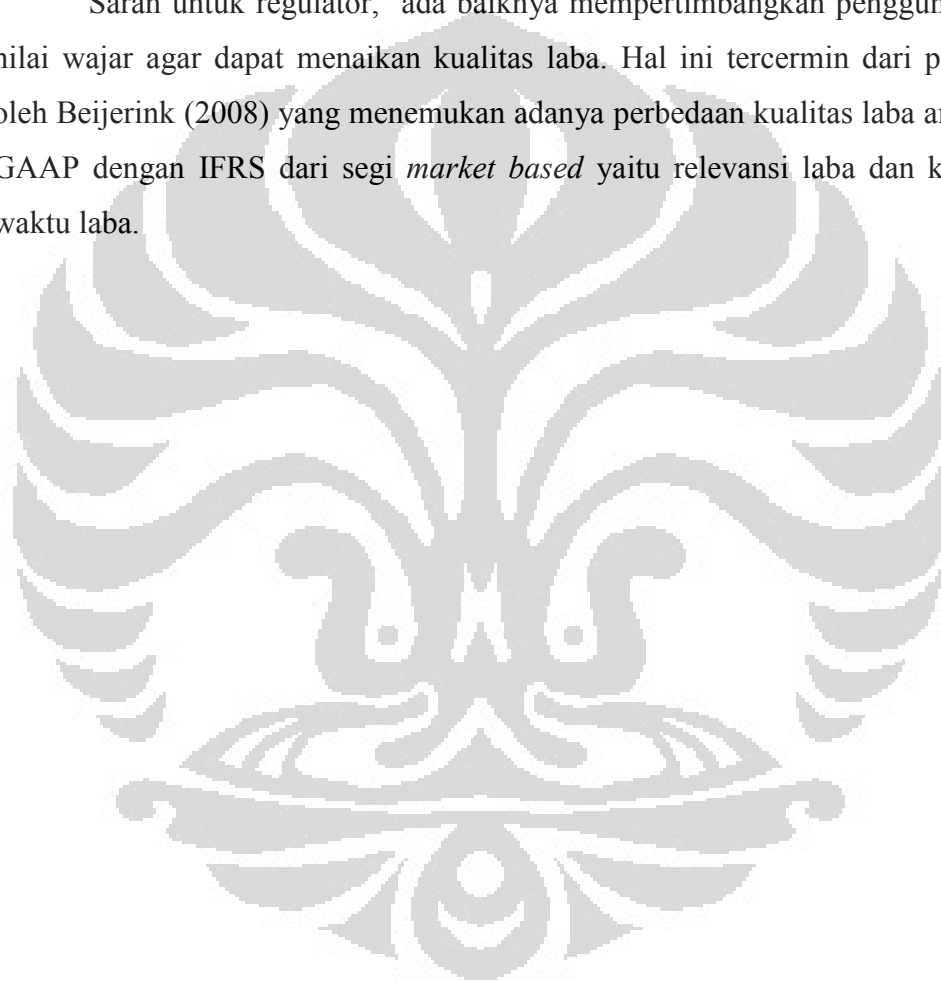 Saran untuk regulator, ada baiknya mempertimbangkan
nilai wajar agar dapat menaikan kualitas laba. Hal ini tercermin dari
oleh Beijerink (2008) yang menemukan adanya perbedaan kualitas laba
GAAP dengan IFRS dari segi market based yaitu relevansi laba dan
waktu laba.